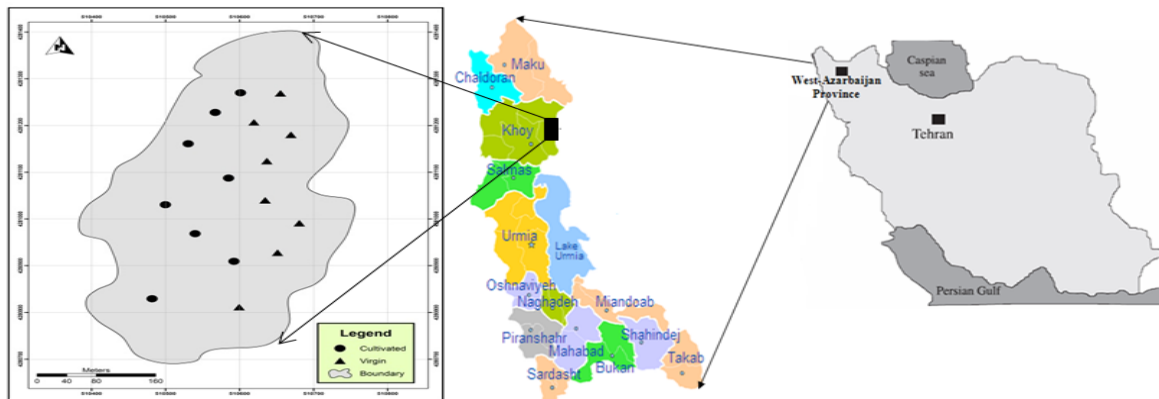 Legend
Cultivated
Virgin
Boundary
Meters
0 40 80 160
Maku
Chaldoran
Khoy
Salmas
Urmia
Lake
Urmia
Oshnaviyeh
Naghadeh
Miandoab
Piranshahr
Mahabad
Shahindej
Bukan
Takab
Sardasht
Caspian
sea
West-Azarbaijan
Province
Tehran
Persian Gulf